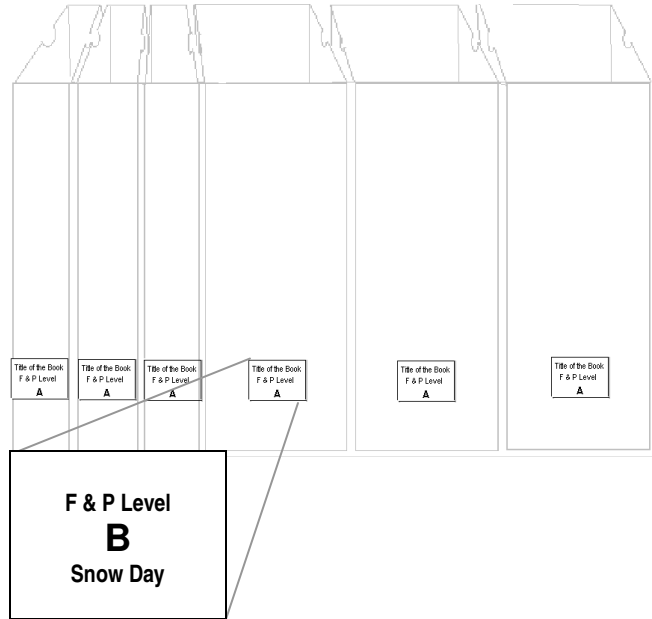 Title of the Book
F & P Level
A
Title of the Book
F & P Level
A
Title of the Book
F & P Level
A
Title of the Book
F & P Level
A
Title of the Book
F & P Level
A
Title of the Book
F & P Level
A
F & P Level
B
Snow Day